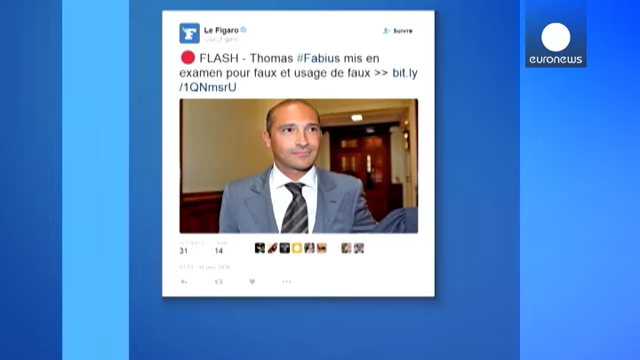 Le Figaro
Suivre
FLASH - Thomas #Fabius mis en
examen pour faux et usage de faux >> bit.ly
/1QNmsrU
31 14
euronews